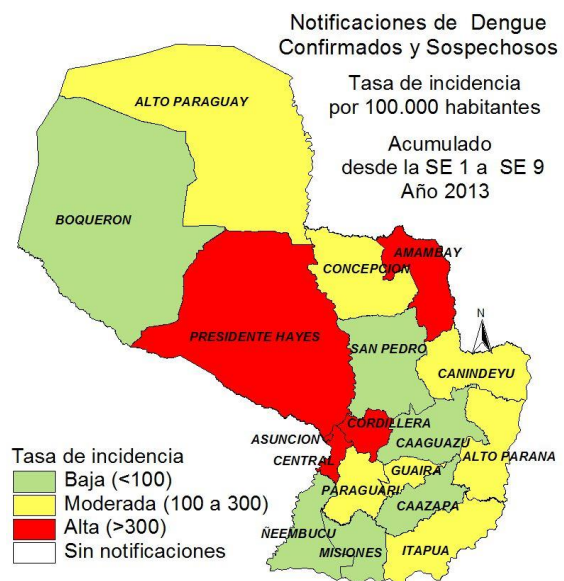 Notificaciones de Dengue
Confirmados y Sospechosos
Tasa de incidencia
por 100.000 habitantes
Acumulado
desde la SE 1 a SE 9
Año 2013
ALTO PARAGUAY
BOQUERON
AMAMBAY
CONCEPCION
N
PRESIDENTE HAYES
SAN PEDRO
CANINDEYU
CORDILLERA
ASUNCION
CAAGUAZU
CENTRAL
ALTO PARANA
GUAIRA
PARAGUARI
CAAZAPA
ÑEEMBUCU
MISIONES
ITAPUA
Tasa de incidencia
Baja (<100)
Moderada (100 a 300)
Alta (>300)
Sin notificaciones